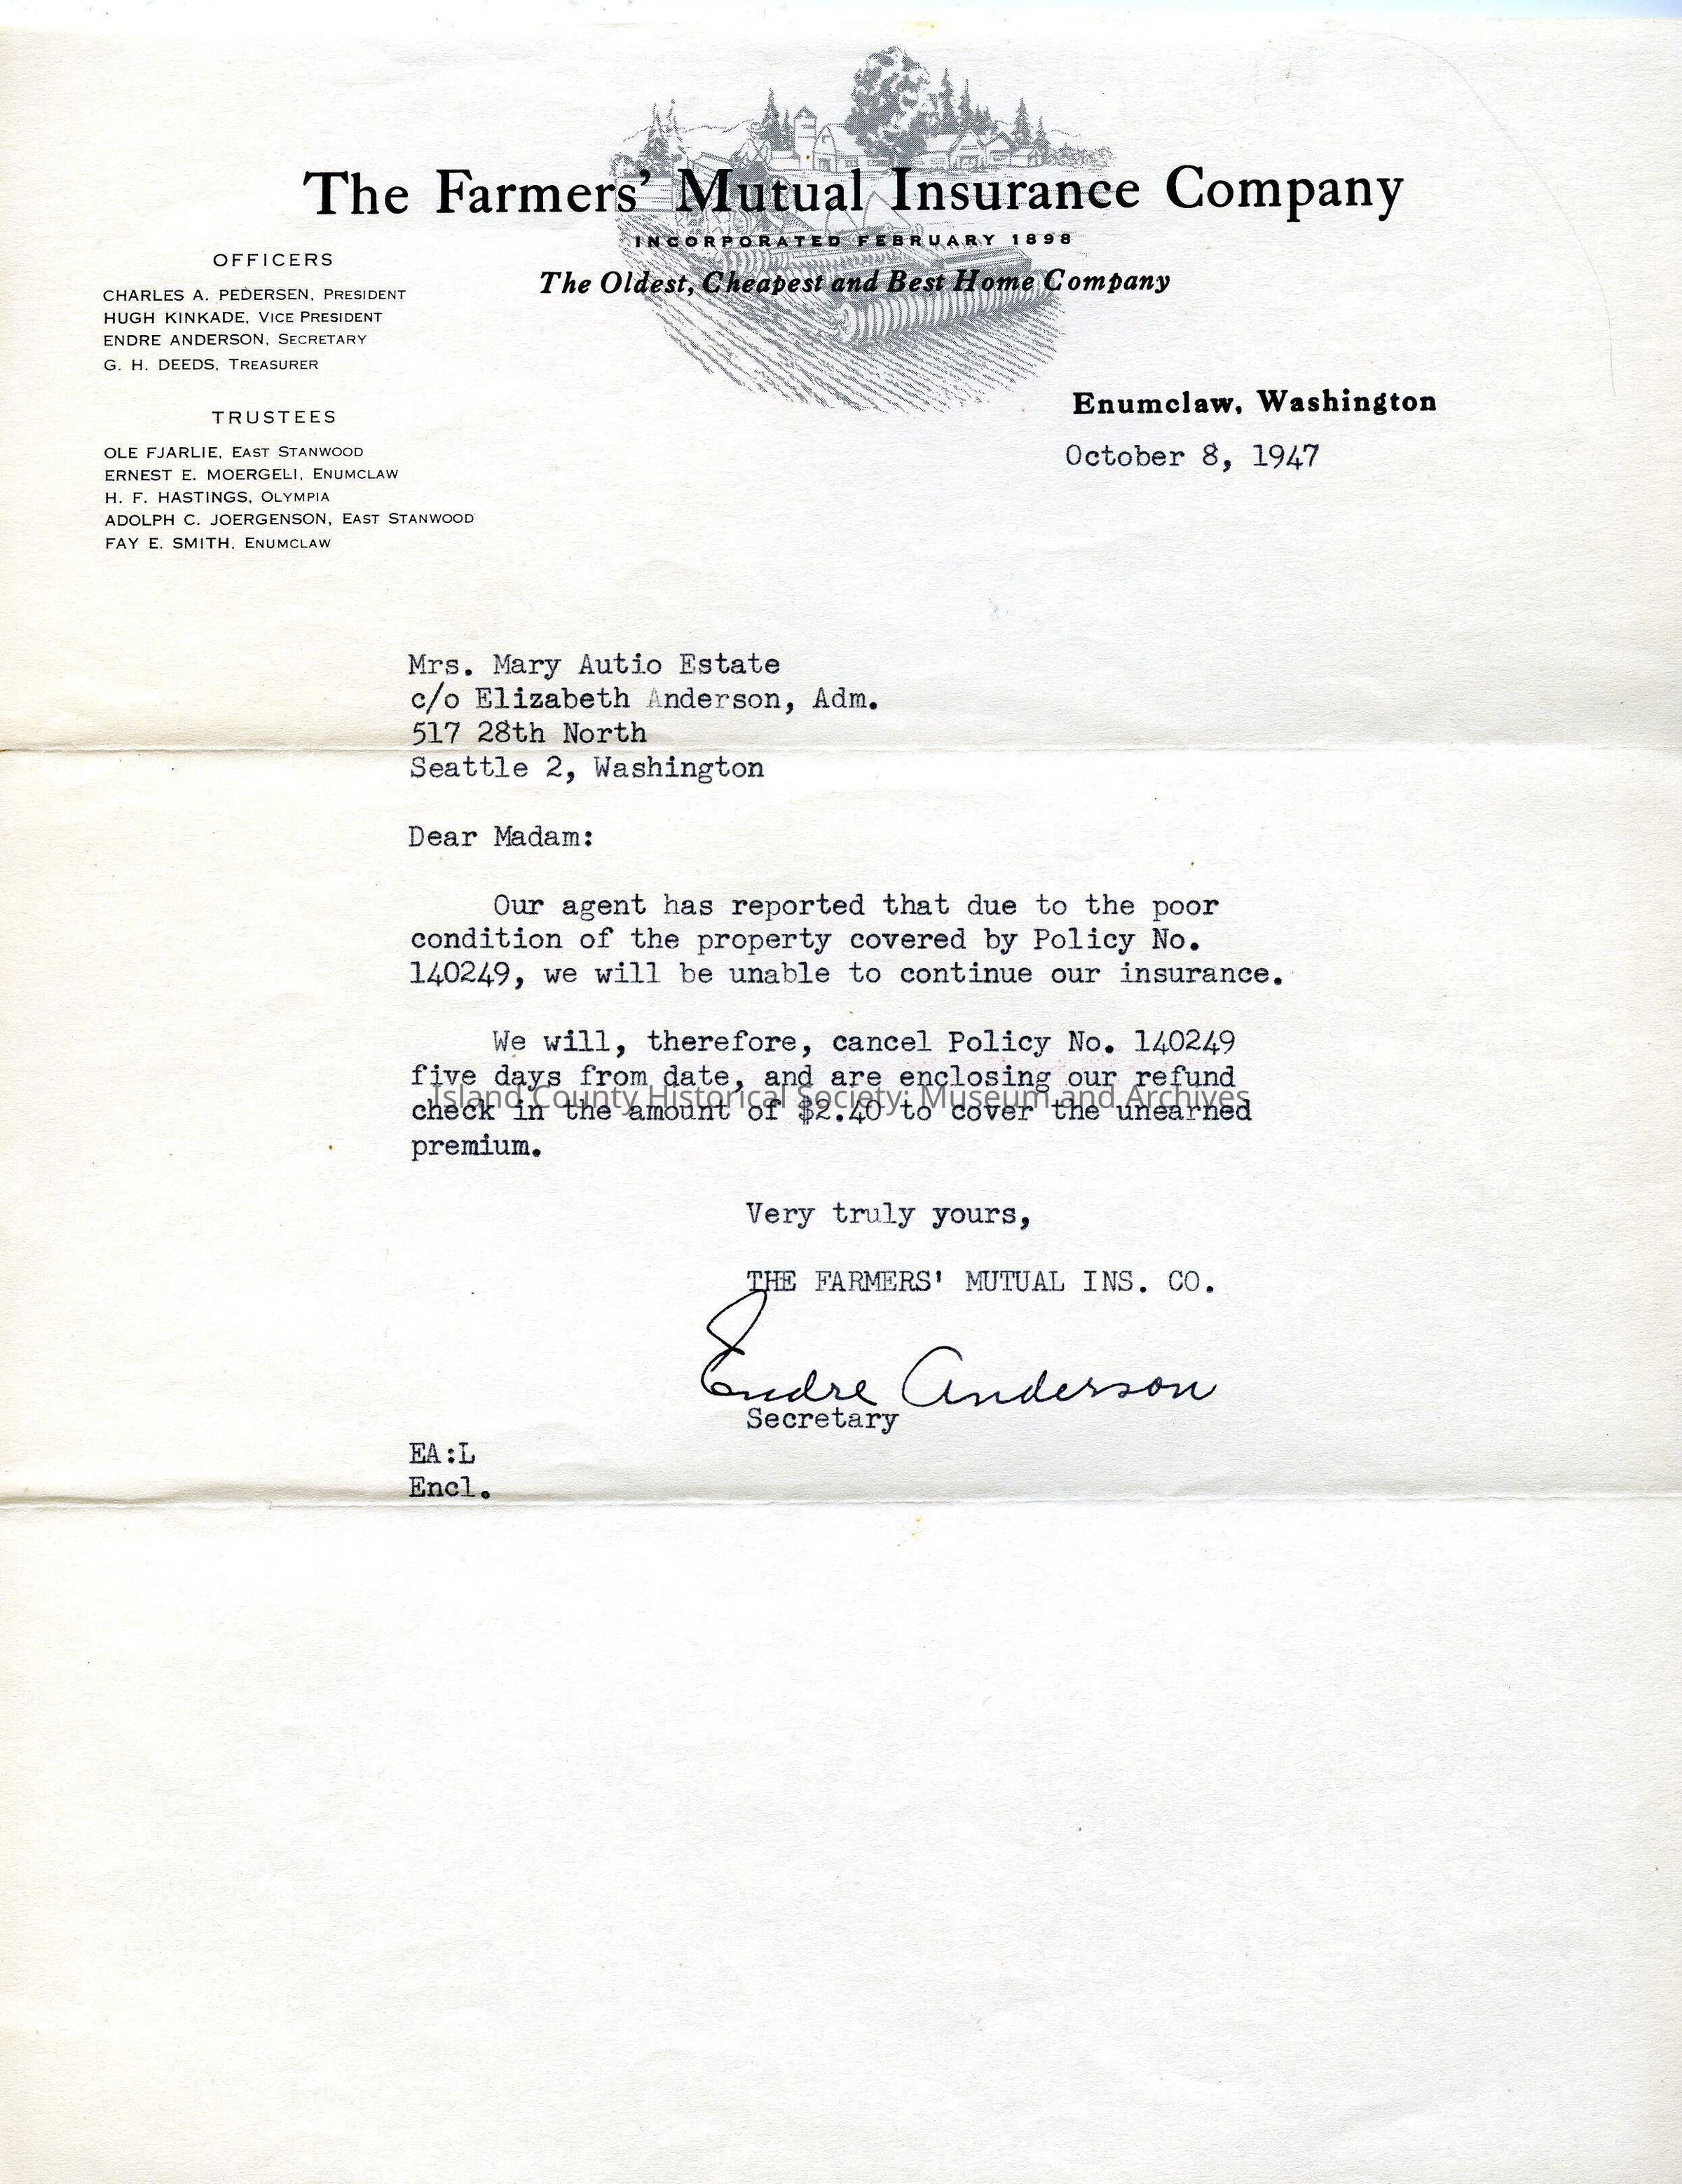 The Farmers' Mutual Insurance Company
INCORPORATED FEBRUARY 1898
The Oldest, Cheapest and Best Home Company
OFFICERS
CHARLES A. PEDERSEN, PRESIDENT
HUGH KINKADE, VICE PRESIDENT
ENDRE ANDERSON, SECRETARY
G. H. DEEDS, TREASURER
TRUSTEES
OLE FJARLIE, EAST STANWOOD
ERNEST E. MOERGELI, ENUMCLAW
H. F. HASTINGS, OLYMPIA
ADOLPH C. JOERGENSON, EAST STANWOOD
FAY E. SMITH, ENUMCLAW
Enumclaw, Washington
October 8, 1947
Mrs. Mary Autio Estate
c/o Elizabeth Anderson, Adm.
517 28th North
Seattle 2, Washington
Dear Madam:
Our agent has reported that due to the poor
condition of the property covered by Policy No.
140249, we will be unable to continue our insurance.
We will, therefore, cancel Policy No. 140249
five days from date, and are enclosing our refund
Island County Historical Society: Museum and Archives
check in the amount of $2.40 to cover the unearned
premium.
Very truly yours,
THE FARMERS' MUTUAL INS. CO.
Endre Anderson
Secretary
EA:L
Encl.